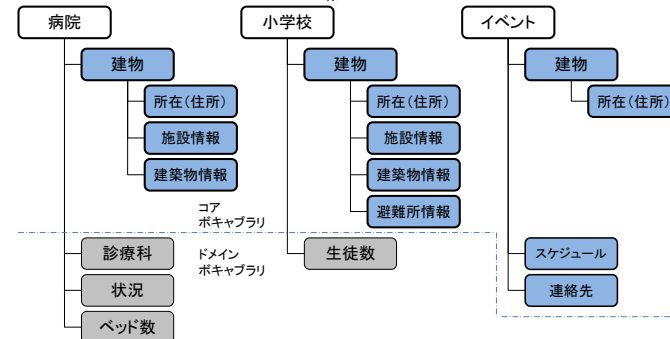 病院
小学校
イベント
建物
建物
建物
所在(住所)
所在(住所)
所在(住所)
施設情報
施設情報
建築物情報
建築物情報
避難所情報
コア
ボキャブラリ
診療科
ドメイン
ボキャブラリ
生徒数
スケジュール
状況
連絡先
ベッド数